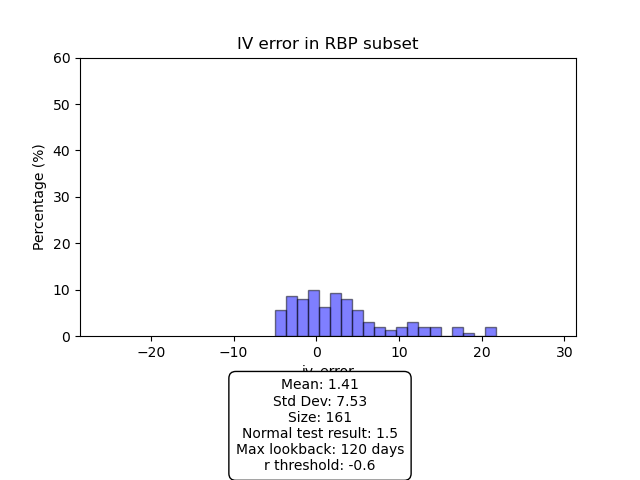 IV error in RBP subset
Percentage (%)
60
50
40
30
20
10
0
−20 −10 0 10 20 30
iv_error
Mean: 1.41
Std Dev: 7.53
Size: 161
Normal test result: 1.5
Max lookback: 120 days
r threshold: -0.6